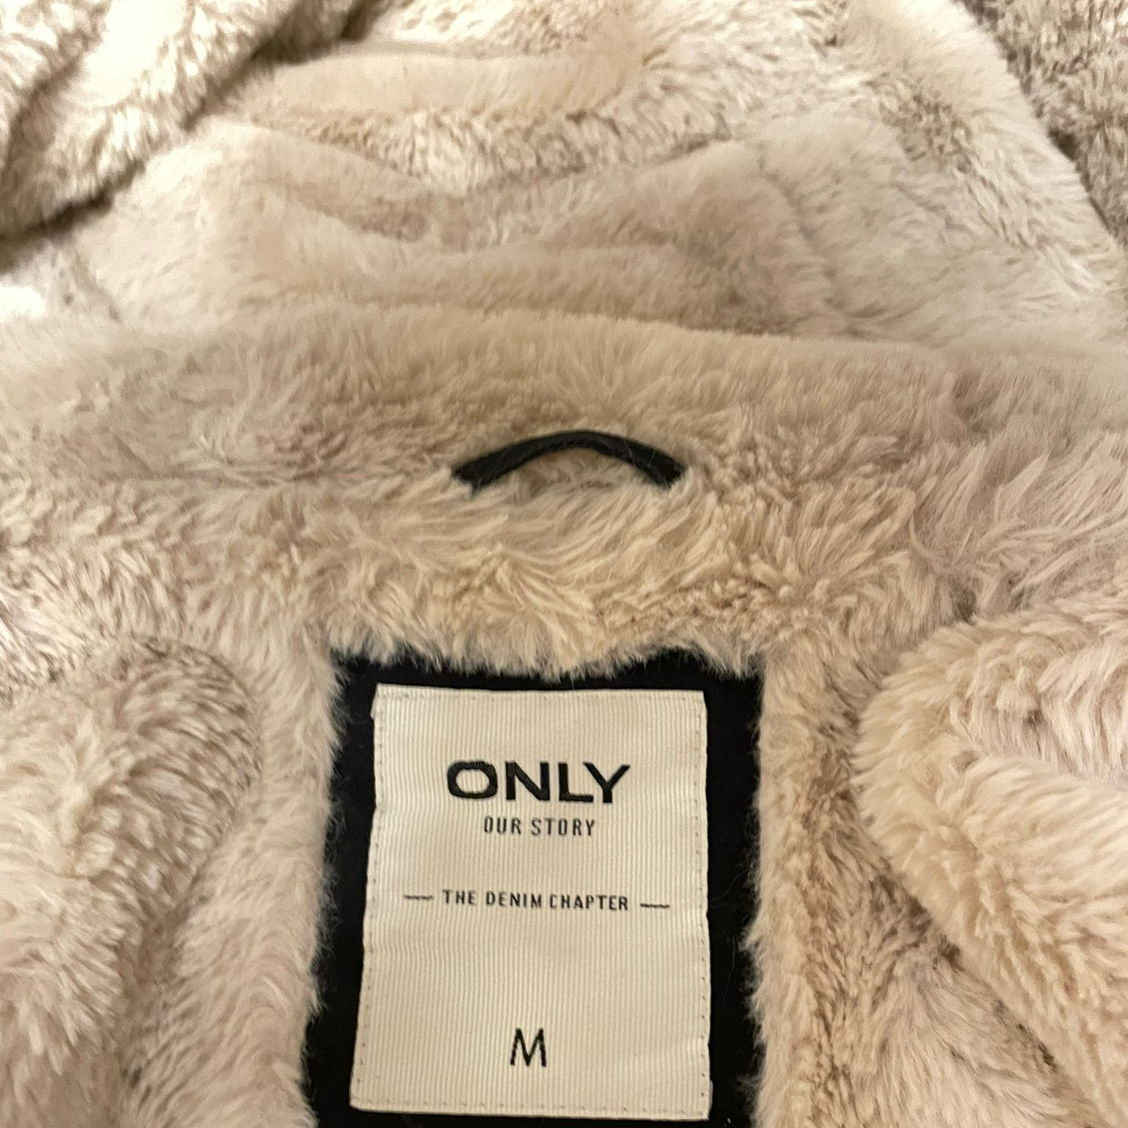 ONLY
OUR STORY
— THE DENIM CHAPTER —
M